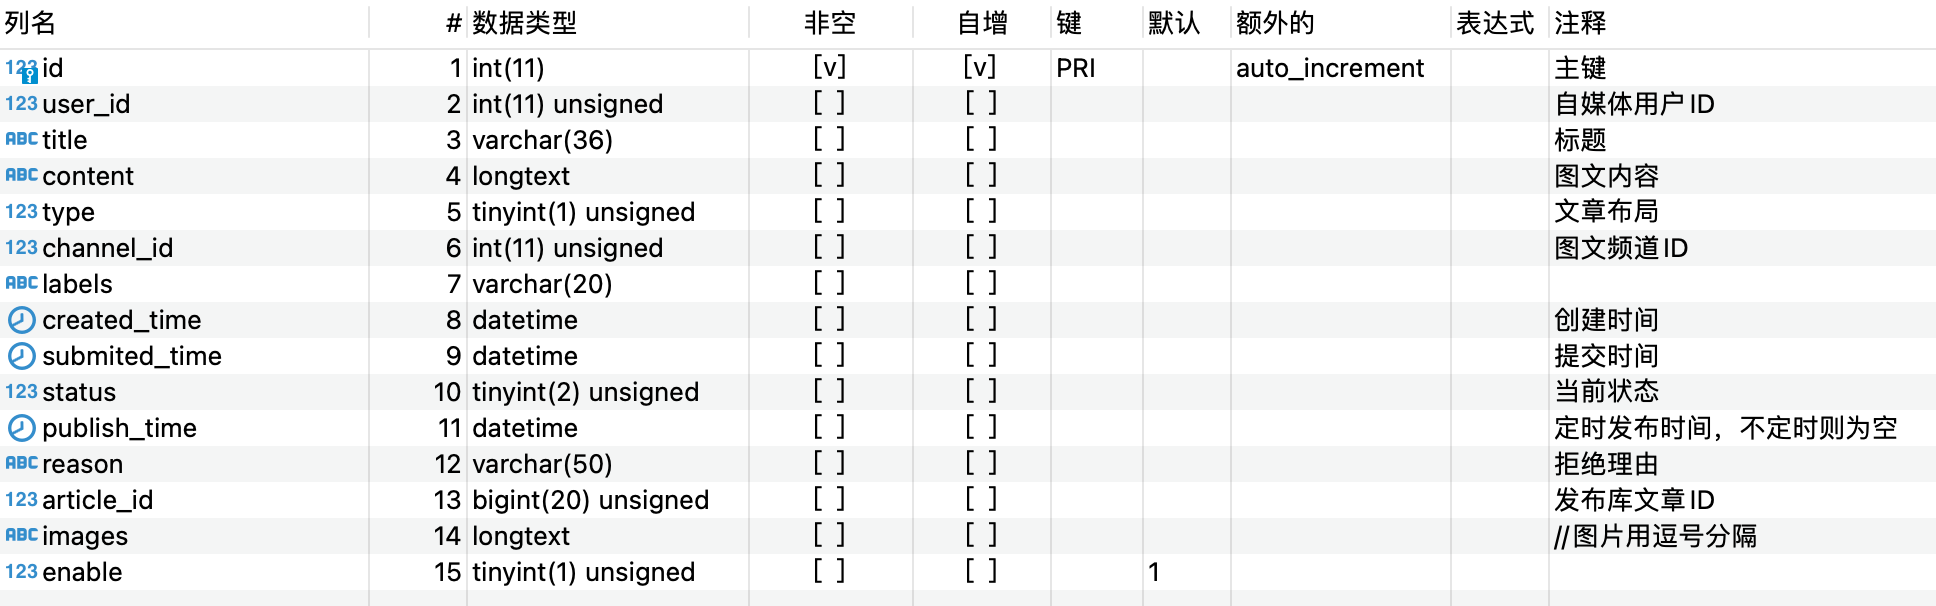 列名 # 数据类型 非空 自增 键 默认 额外的 表达式 注释
123 id 1 int(11) [v] [v] PRI auto_increment 主键
123 user_id 2 int(11) unsigned [ ] [ ] 自媒体用户ID
ABC title 3 varchar(36) [ ] [ ] 标题
ABC content 4 longtext [ ] [ ] 图文内容
123 type 5 tinyint(1) unsigned [ ] [ ] 文章布局
123 channel_id 6 int(11) unsigned [ ] [ ] 图文频道ID
ABC labels 7 varchar(20) [ ] [ ]
created_time 8 datetime [ ] [ ] 创建时间
submited_time 9 datetime [ ] [ ] 提交时间
123 status 10 tinyint(2) unsigned [ ] [ ] 当前状态
publish_time 11 datetime [ ] [ ] 定时发布时间，不定时则为空
ABC reason 12 varchar(50) [ ] [ ] 拒绝理由
123 article_id 13 bigint(20) unsigned [ ] [ ] 发布库文章ID
ABC images 14 longtext [ ] [ ] //图片用逗号分隔
123 enable 15 tinyint(1) unsigned [ ] [ ] 1